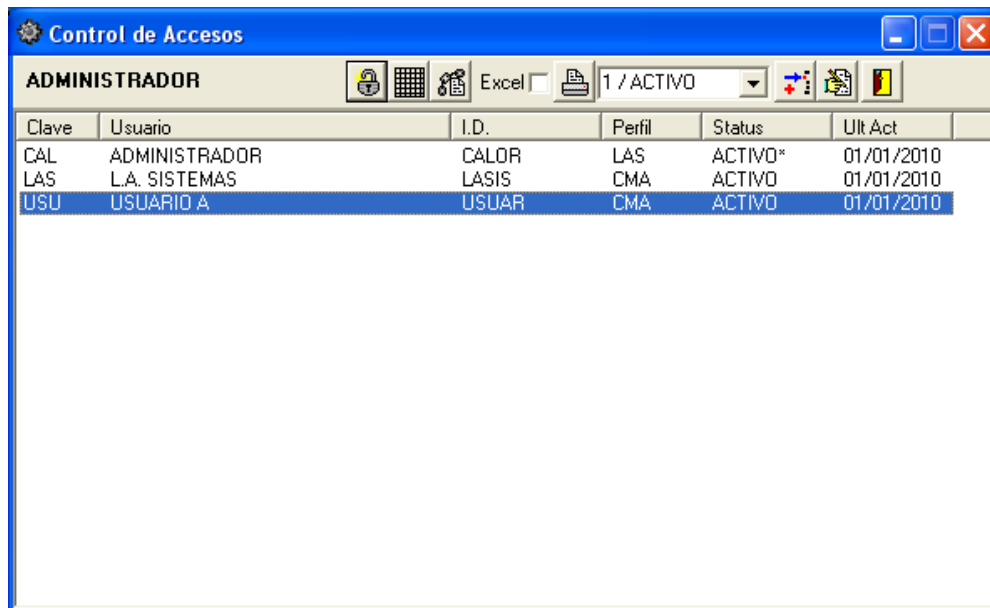 Control de Accesos
ADMINISTRADOR Excel 1 / ACTIVO
Clave Usuario I.D. Perfil Status Ult Act
CAL ADMINISTRADOR CALOR LAS ACTIVO* 01/01/2010
LAS L.A. SISTEMAS LASIS CMA ACTIVO 01/01/2010
USU USUARIO A USUAR CMA ACTIVO 01/01/2010